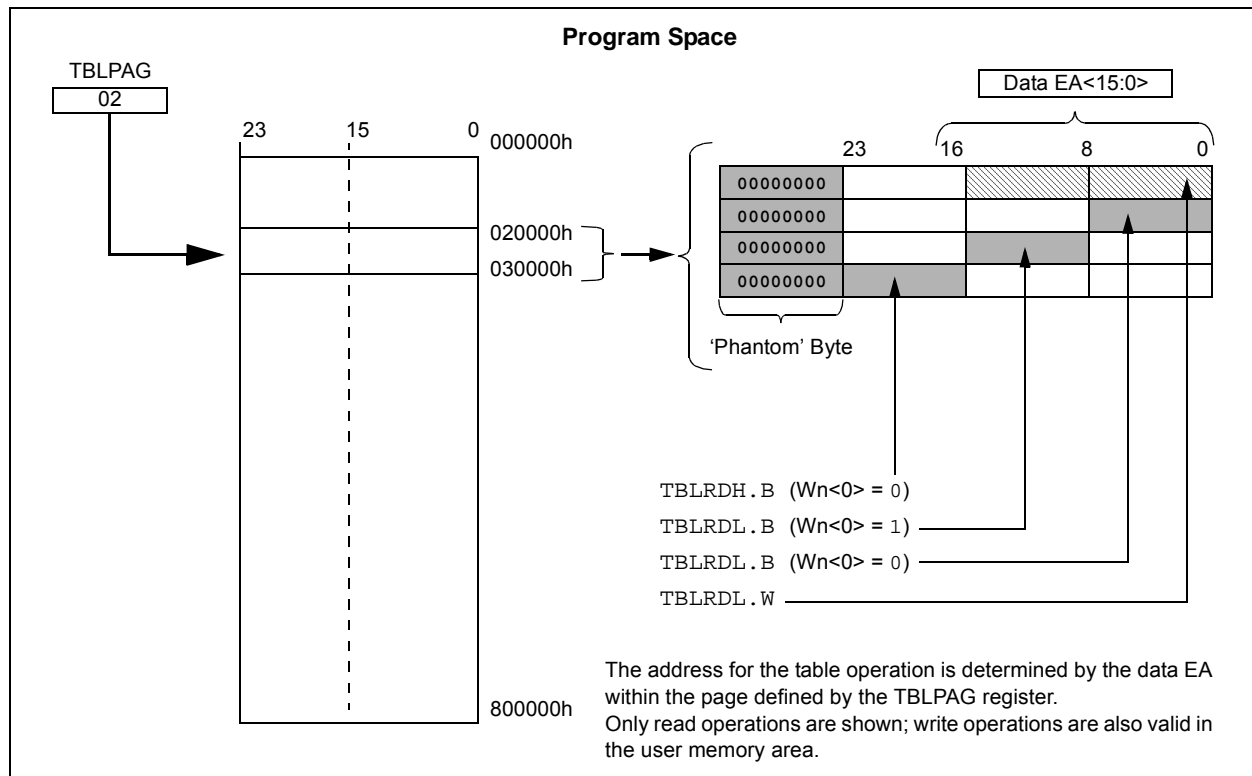 Program Space
TBLPAG
02
Data EA<15:0>
23 15 0
000000h
23 16 8 0
00000000
00000000
00000000
00000000
020000h
030000h
‘Phantom’ Byte
TBLRDH.B (Wn<0> = 0)
TBLRDL.B (Wn<0> = 1)
TBLRDL.B (Wn<0> = 0)
TBLRDL.W
800000h
The address for the table operation is determined by the data EA
within the page defined by the TBLPAG register.
Only read operations are shown; write operations are also valid in
the user memory area.